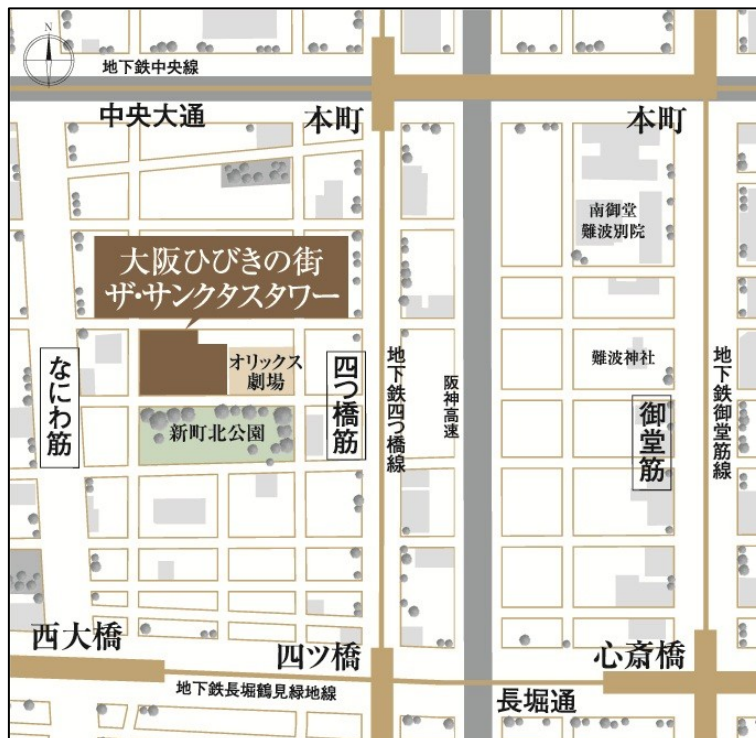 N
地下鉄中央線
中央大通
本町
本町
南御堂
難波別院
大阪ひびきの街
ザ・サンクタスタワー
オリックス
劇場
難波神社
なにわ筋
四つ橋筋
地下鉄四つ橋線
阪神高速
御堂筋
地下鉄御堂筋線
新町北公園
西大橋
四ツ橋
心斎橋
地下鉄長堀鶴見緑地線
長堀通